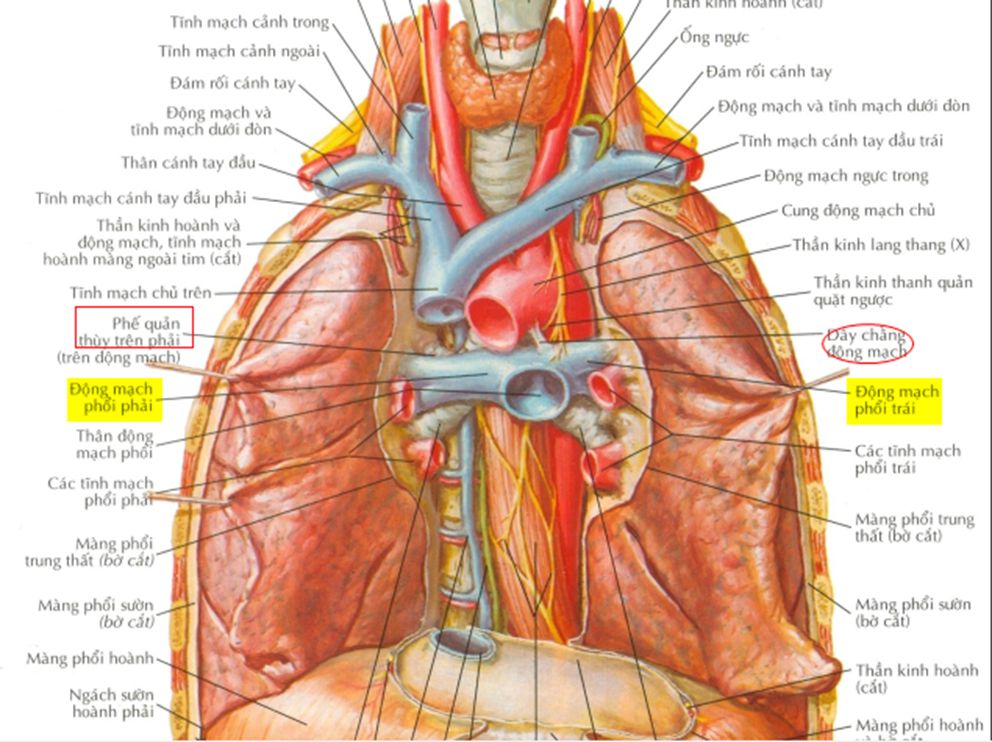 Tĩnh mạch cảnh trong
Tĩnh mạch cảnh ngoài
Đám rối cánh tay
Động mạch và
tĩnh mạch dưới đòn
Thân cánh tay đầu
Tĩnh mạch cánh tay đầu phải
Thần kinh hoành và
động mạch, tĩnh mạch
hoành màng ngoài tim (cắt)
Tĩnh mạch chủ trên
Phế quản
thùy trên phải
(trên động mạch)
Động mạch
phổi phải
Thân động
mạch phổi
Các tĩnh mạch
phổi phải
Màng phổi
trung thất (bờ cắt)
Màng phổi sườn
(bờ cắt)
Màng phổi hoành
Ngách sườn
hoành phải
Thần kinh hoành (cắt)
Ống ngực
Đám rối cánh tay
Động mạch và tĩnh mạch dưới đòn
Tĩnh mạch cánh tay đầu trái
Động mạch ngực trong
Cung động mạch chủ
Thần kinh lang thang (X)
Thần kinh thanh quản
quặt ngược
Dây chằng
động mạch
Động mạch
phổi trái
Các tĩnh mạch
phổi trái
Màng phổi trung
thất (bờ cắt)
Màng phổi sườn
(bờ cắt)
Thần kinh hoành
(cắt)
Màng phổi hoành